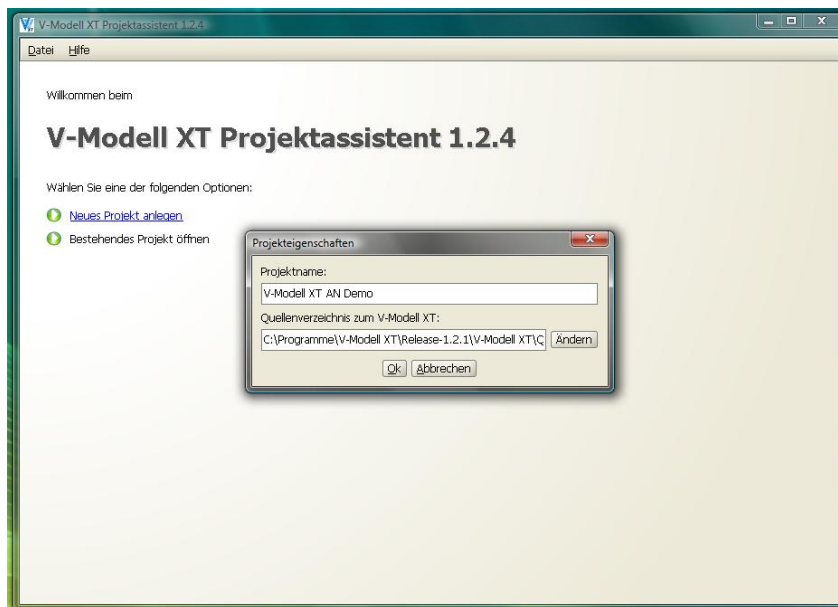 V-Modell XT Projektassistent 1.2.4
Datei Hilfe
Willkommen beim
V-Modell XT Projektassistent 1.2.4
Wählen Sie eine der folgenden Optionen:
Neues Projekt anlegen
Bestehendes Projekt öffnen
Projekteigenschaften
Projektname:
V-Modell XT AN Demo
Quellenverzeichnis zum V-Modell XT:
C:\Programme\V-Modell XT\Release-1.2.1\V-Modell XT\Q Ändern
Ok Abbrechen